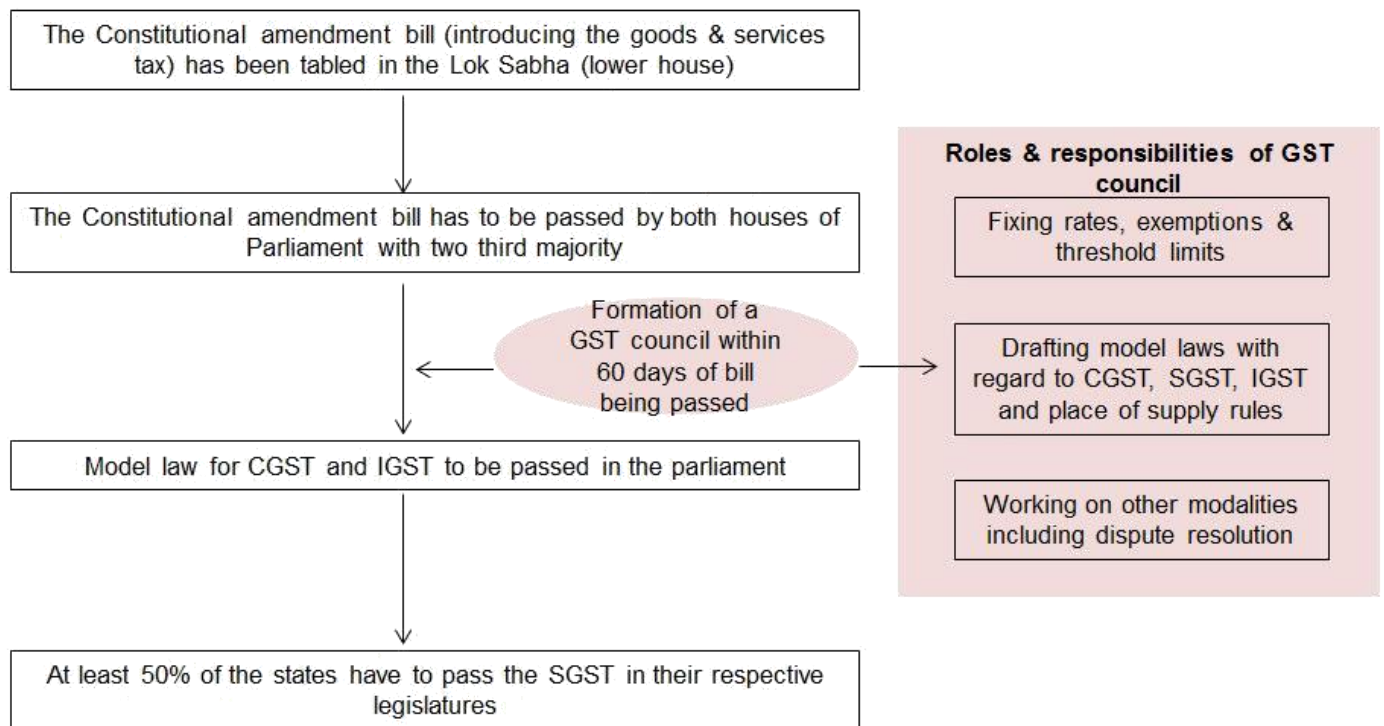 The Constitutional amendment bill (introducing the goods & services
tax) has been tabled in the Lok Sabha (lower house)
The Constitutional amendment bill has to be passed by both houses of
Parliament with two third majority
Formation of a
GST council within
60 days of bill
being passed
Model law for CGST and IGST to be passed in the parliament
At least 50% of the states have to pass the SGST in their respective
legislatures
Roles & responsibilities of GST
council
Fixing rates, exemptions &
threshold limits
Drafting model laws with
regard to CGST, SGST, IGST
and place of supply rules
Working on other modalities
including dispute resolution